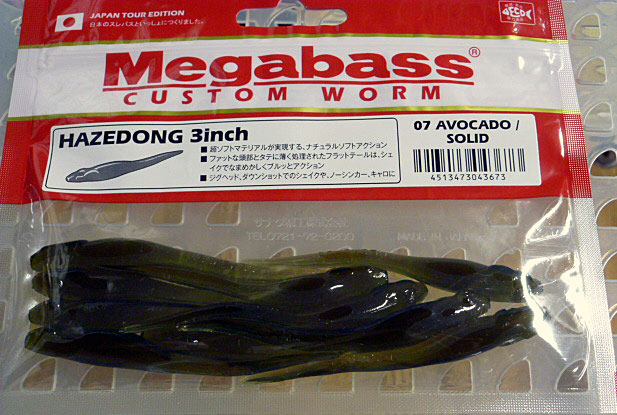 JAPAN TOUR EDITION
日本のスレバスといっしょにつくりました。
Megabass®
CUSTOM WORM
HAZEDONG 3inch
■ 超ソフトマテリアルが実現する、ナチュラルソフトアクション
■ ファットな頭部とタテに薄く処理されたフラットテールは、シェ
イクでなまめかしくブルッとアクション
■ ジグヘッド、ダウンショットでのシェイクや、ノーシンカー、キャロに
07 AVOCADO /
SOLID
4513473043673